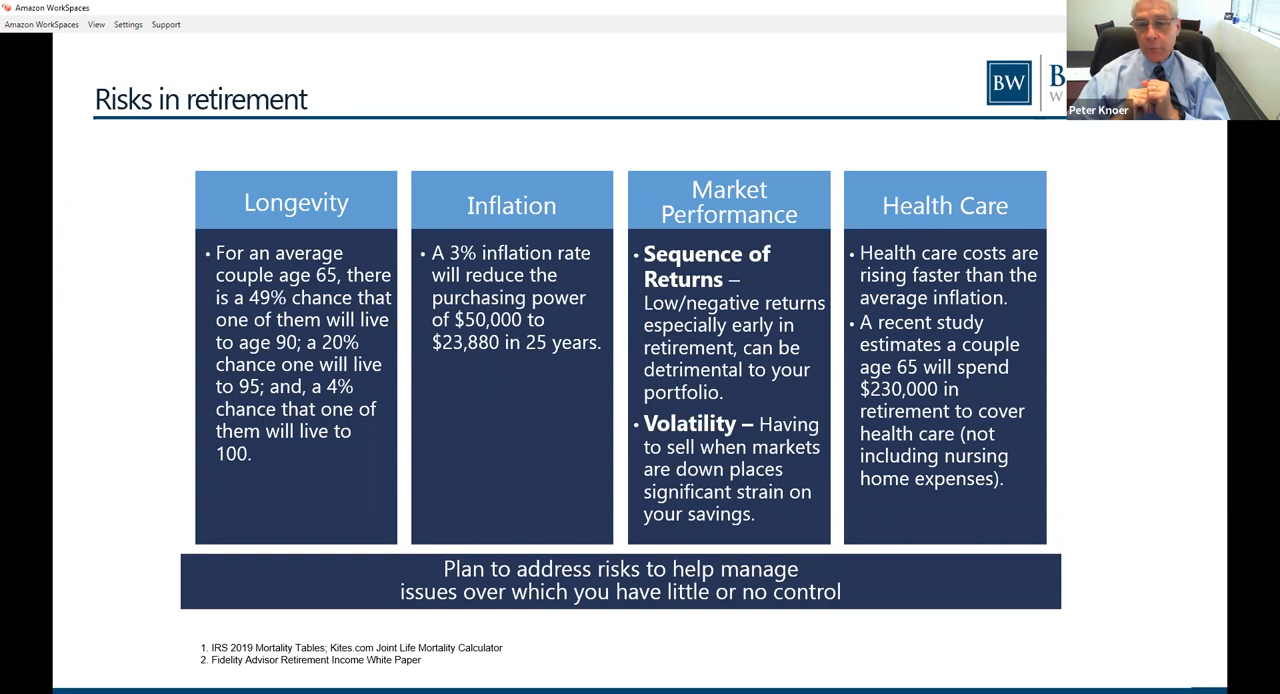 Amazon WorkSpaces
Amazon WorkSpaces View Settings Support
Risks in retirement
BW
B
W
Peter Knoer
Longevity
• For an average
couple age 65, there
is a 49% chance that
one of them will live
to age 90; a 20%
chance one will live
to 95; and, a 4%
chance that one of
them will live to
100.
Inflation
• A 3% inflation rate
will reduce the
purchasing power
of $50,000 to
$23,880 in 25 years.
Market
Performance
• Sequence of
Returns –
Low/negative returns
especially early in
retirement, can be
detrimental to your
portfolio.
• Volatility – Having
to sell when markets
are down places
significant strain on
your savings.
Health Care
• Health care costs are
rising faster than the
average inflation.
• A recent study
estimates a couple
age 65 will spend
$230,000 in
retirement to cover
health care (not
including nursing
home expenses).
Plan to address risks to help manage
issues over which you have little or no control
1. IRS 2019 Mortality Tables; Kites.com Joint Life Mortality Calculator
2. Fidelity Advisor Retirement Income White Paper